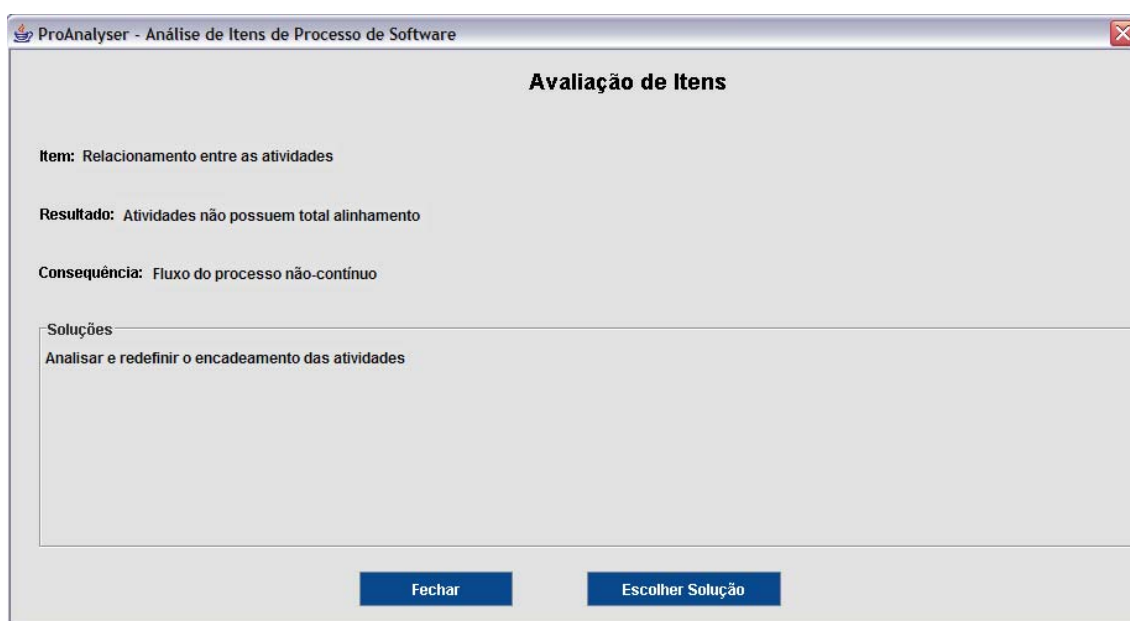 ProAnalyser - Análise de Itens de Processo de Software
Avaliação de Itens
Item: Relacionamento entre as atividades
Resultado: Atividades não possuem total alinhamento
Consequência: Fluxo do processo não-contínuo
Soluções
Analisar e redefinir o encadeamento das atividades
Fechar Escolher Solução